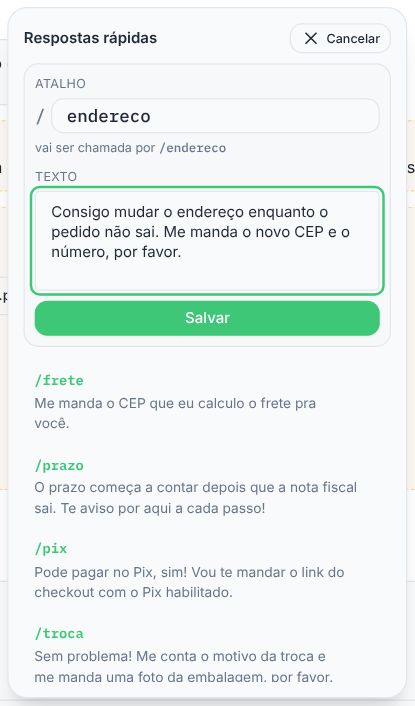 Respostas rápidas
Cancelar
ATALHO
/ endereco
vai ser chamada por /endereco
TEXTO
Consigo mudar o endereço enquanto o
pedido não sai. Me manda o novo CEP e o
número, por favor.
Salvar
/frete
Me manda o CEP que eu calculo o frete pra
você.
/prazo
O prazo começa a contar depois que a nota fiscal
sai. Te aviso por aqui a cada passo!
/pix
Pode pagar no Pix, sim! Vou te mandar o link do
checkout com o Pix habilitado.
/troca
Sem problema! Me conta o motivo da troca e
me manda uma foto da embalagem, por favor.